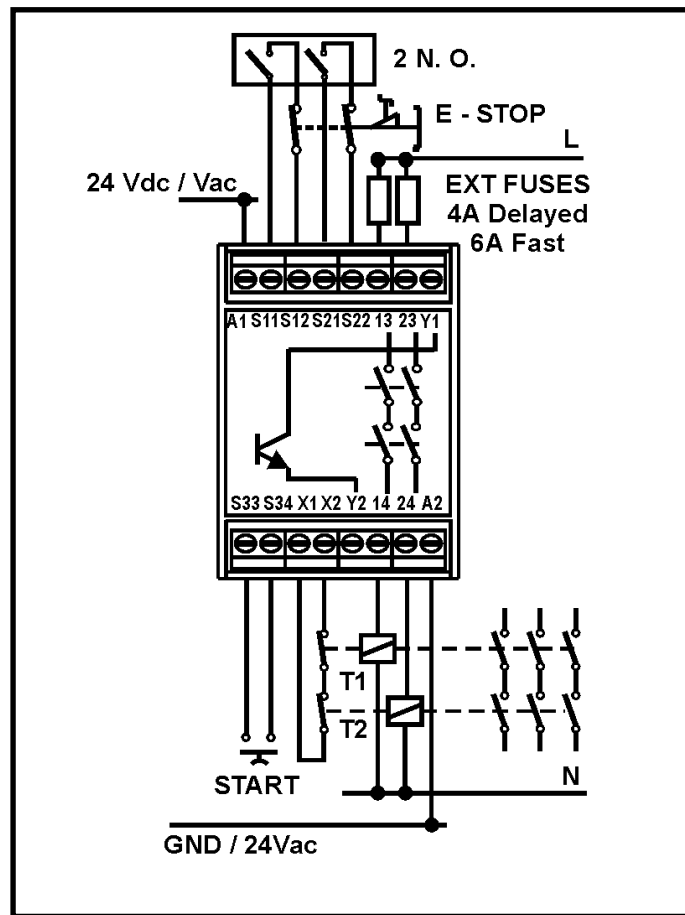 2 N. O.
E - STOP
L
24 Vdc / Vac
EXT FUSES
4A Delayed
6A Fast
A1 S11 S12 S21 S22 13 23 Y1
S33 S34 X1 X2 Y2 14 24 A2
T1
T2
START
N
GND / 24Vac